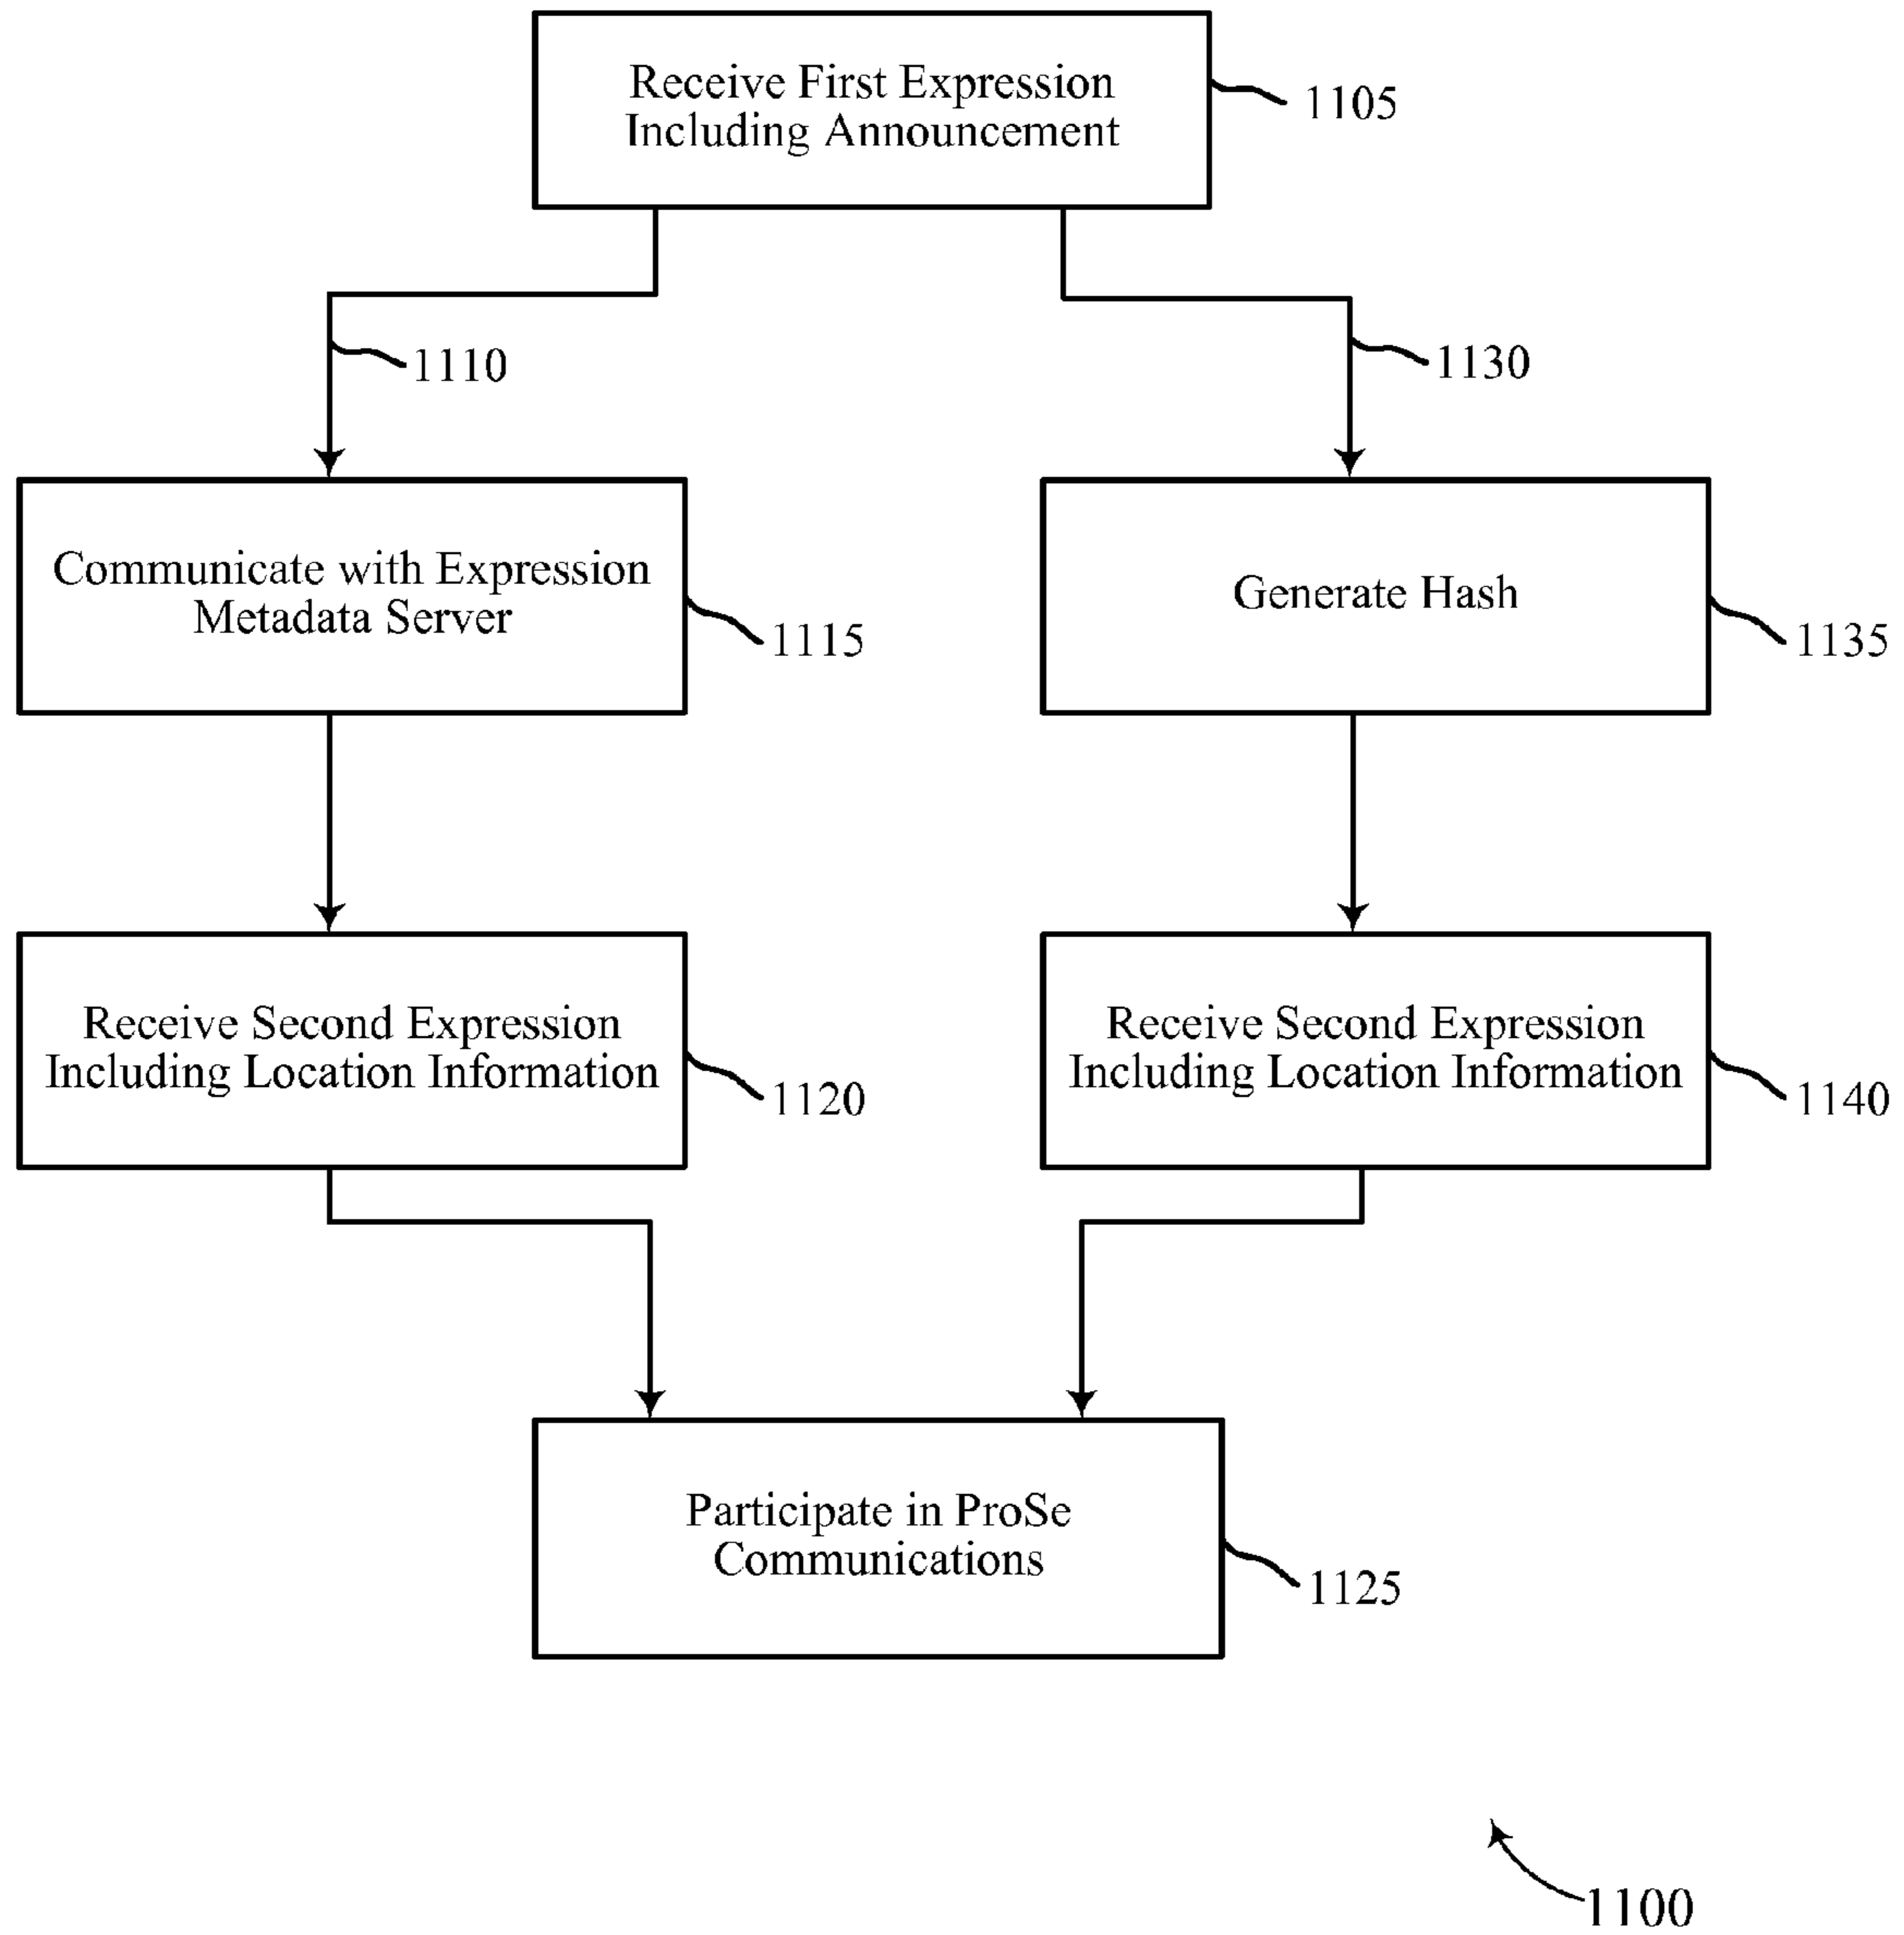 Receive First Expression
Including Announcement
1105
1110
1130
Communicate with Expression
Metadata Server
1115
Generate Hash
1135
Receive Second Expression
Including Location Information
1120
Receive Second Expression
Including Location Information
1140
Participate in ProSe
Communications
1125
1100